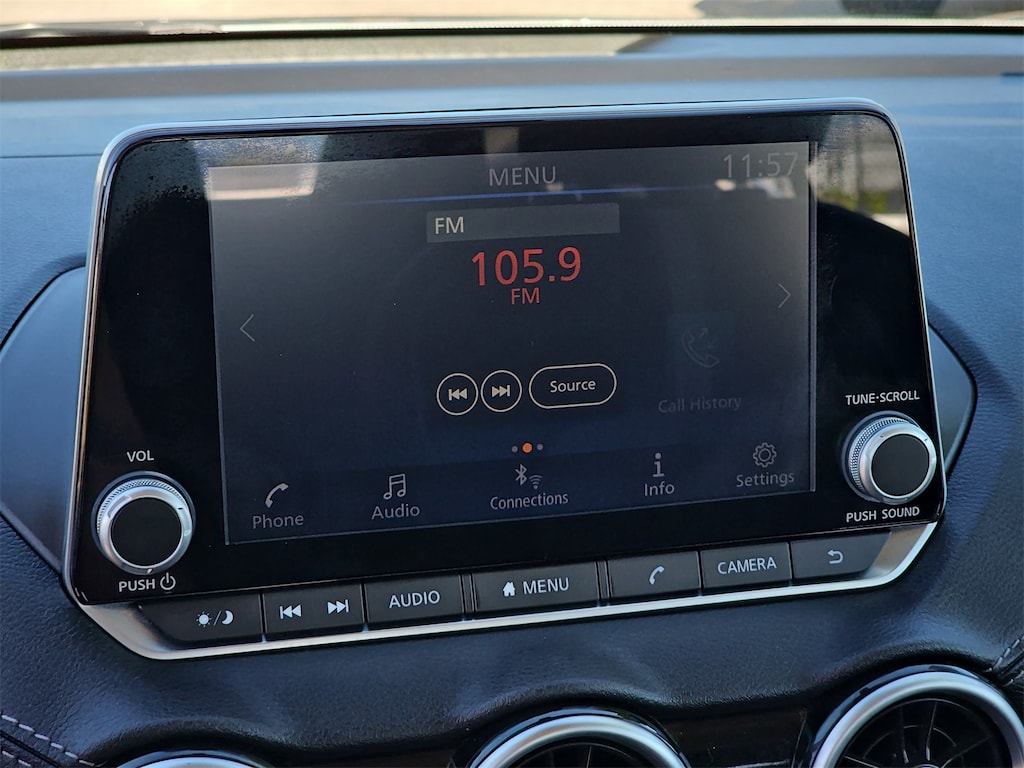 MENU
11:57
FM
105.9
FM
Source
Call History
Phone
Audio
Connections
Info
Settings
VOL
PUSH
TUNE·SCROLL
PUSH SOUND
AUDIO
MENU
CAMERA